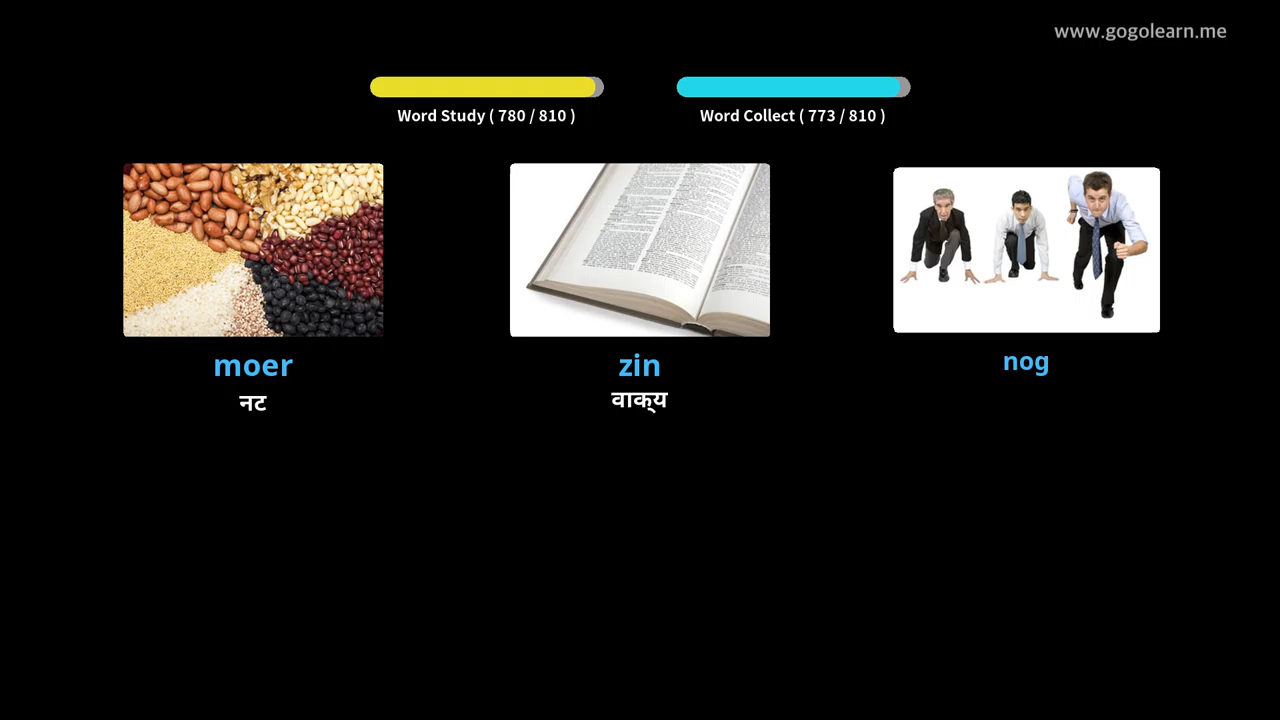 www.gogolearn.me
Word Study ( 780 / 810 )
Word Collect ( 773 / 810 )
moer
zin
nog
नट
वाक्य